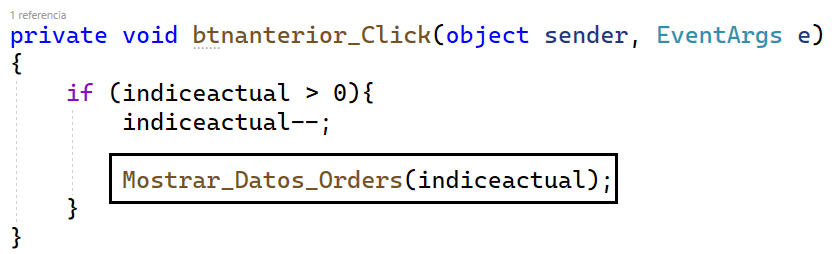 1 referencia
private void btnanterior_Click(object sender, EventArgs e)
{
if (indiceactual > 0){
indiceactual--;
Mostrar_Datos_Orders(indiceactual);
}
}